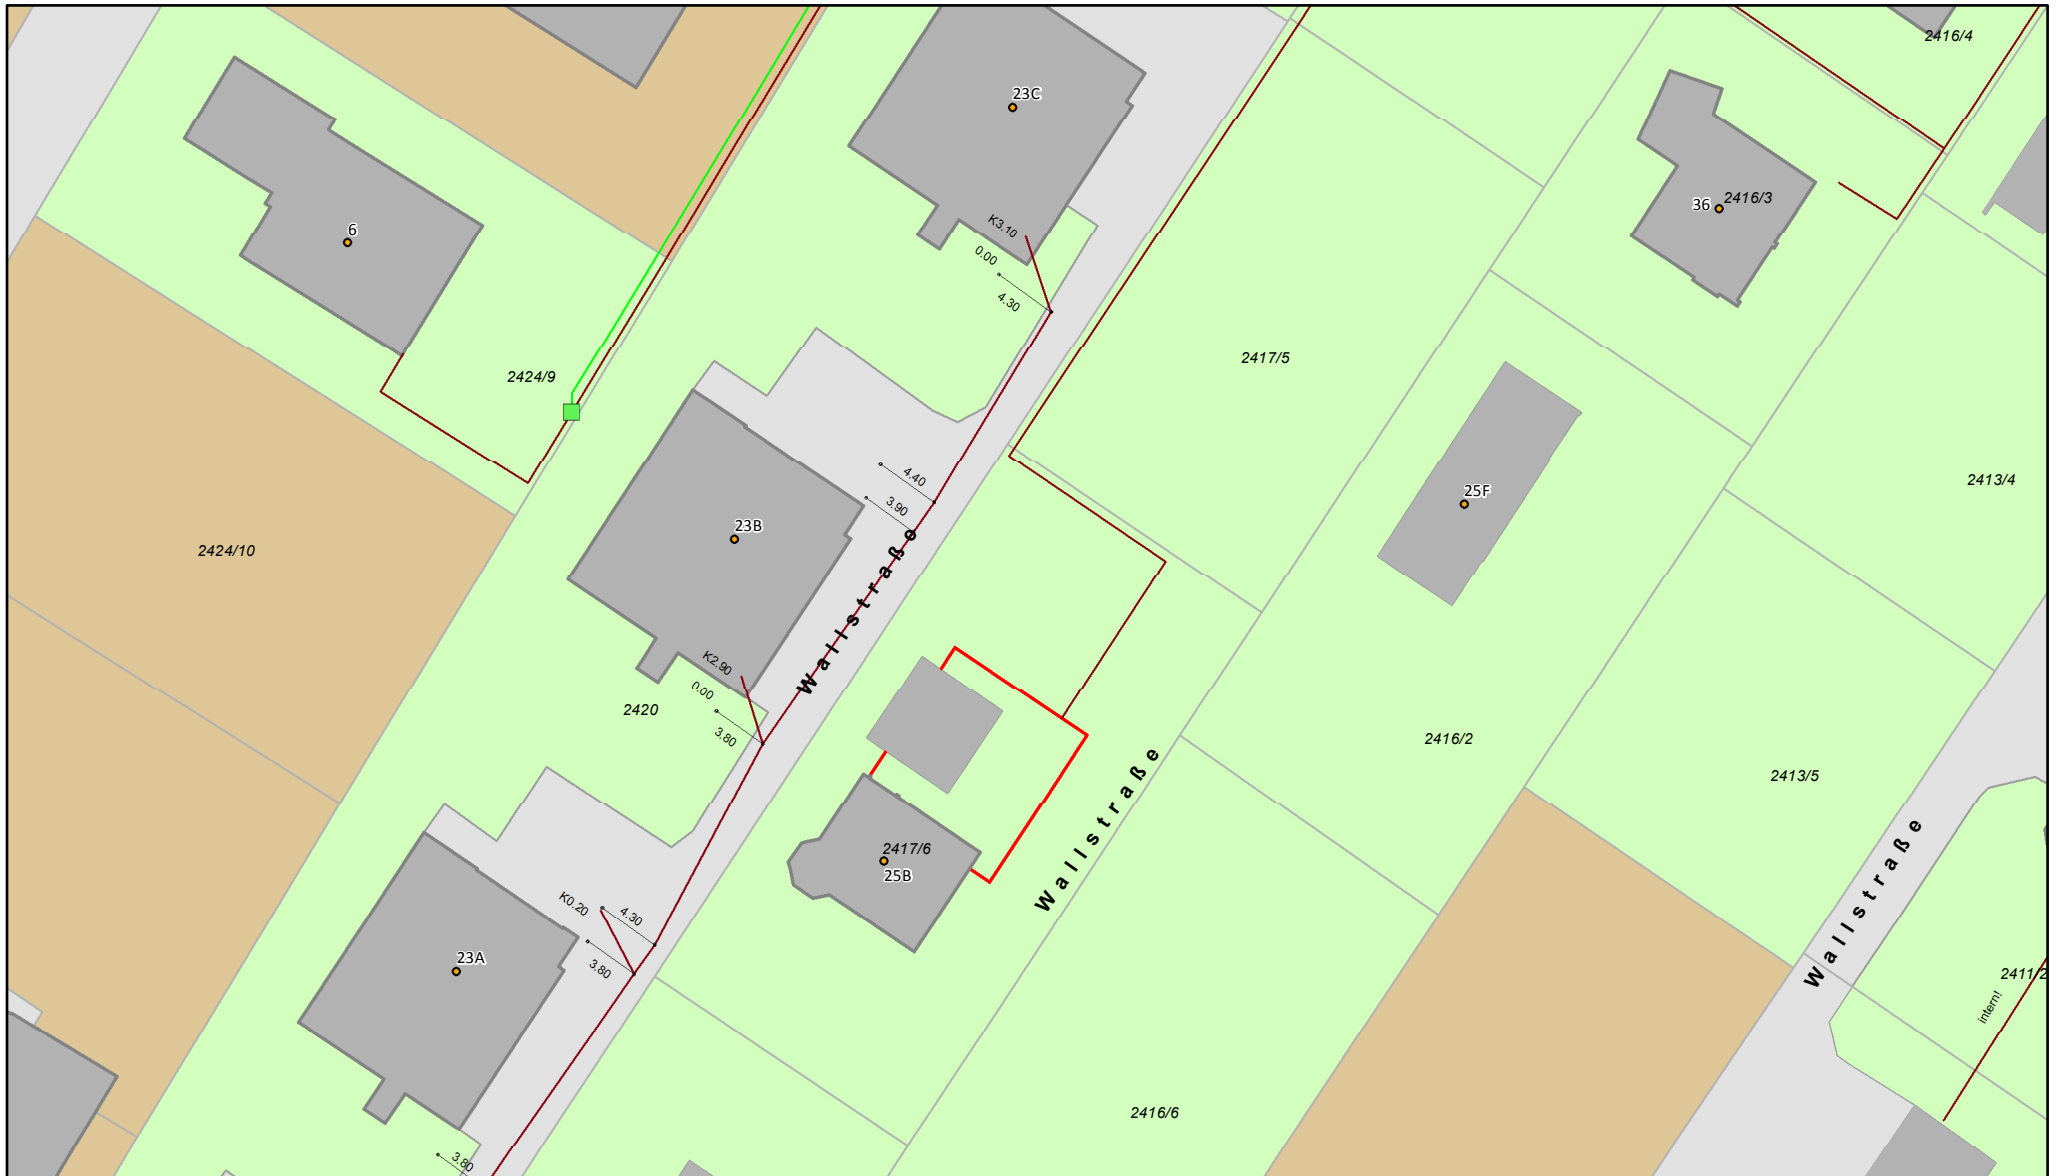 2416/4
23C
36
2416/3
6
K3.10
0.00
4.30
2424/9
2417/5
4.40
3.90
2413/4
25F
23B
2424/10
Wallstraße
K2.90
0.00
3.80
2420
2416/2
2413/5
Wallstraße
2417/6
25B
Wallstraße
K0.20
4.30
3.80
23A
2411/2
intern!
2416/6
3.80